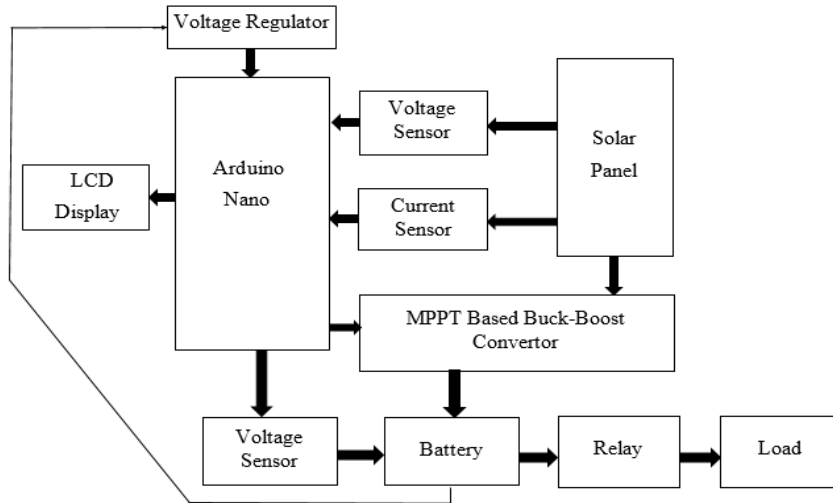 Voltage Regulator
Voltage
Sensor
Solar
Panel
Arduino
Nano
LCD
Display
Current
Sensor
MPPT Based Buck-Boost
Convertor
Voltage
Sensor
Battery
Relay
Load